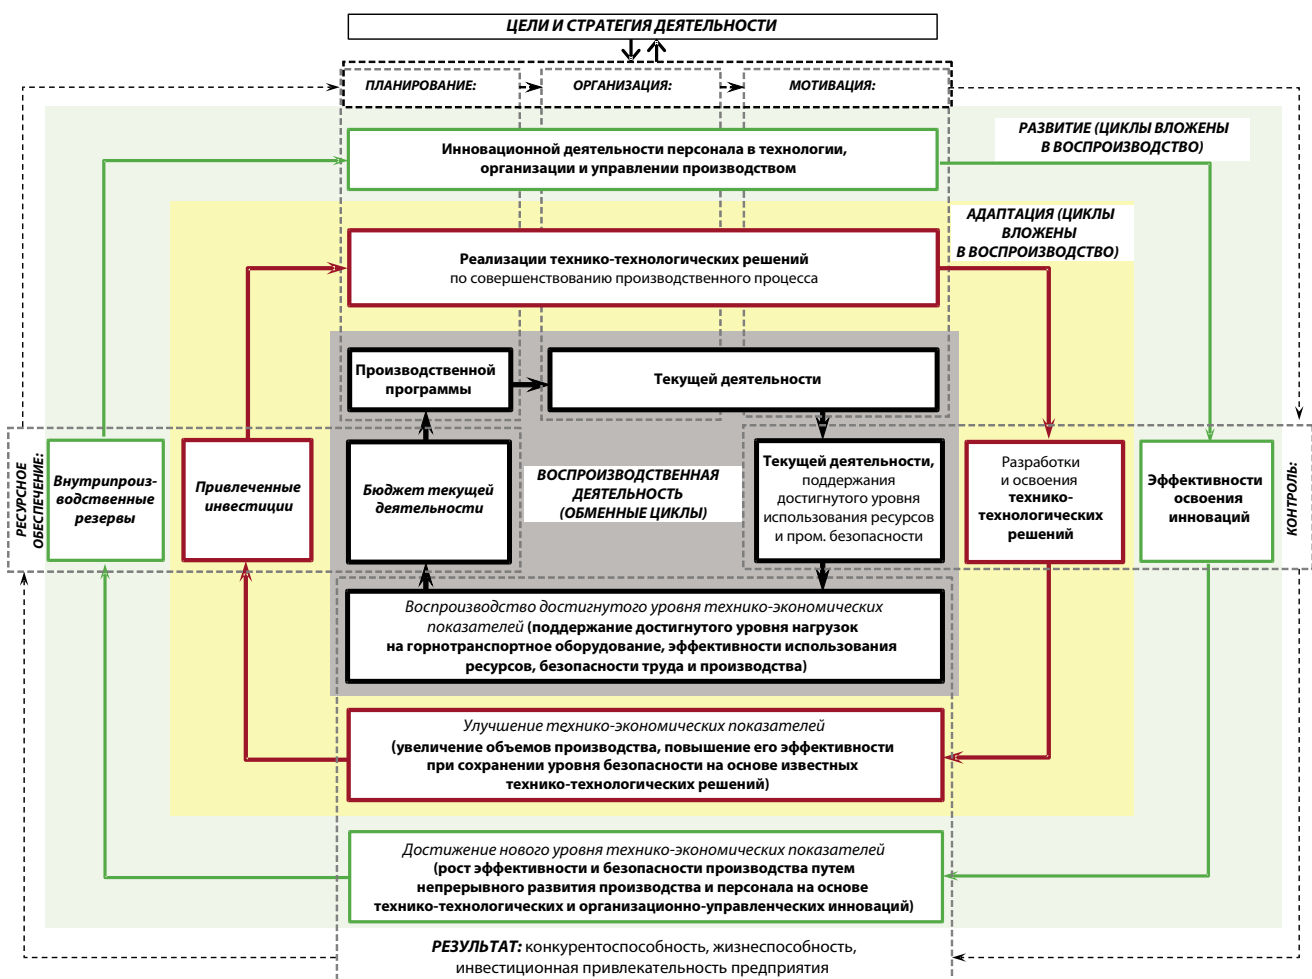 ЦЕЛИ И СТРАТЕГИЯ ДЕЯТЕЛЬНОСТИ
ПЛАНИРОВАНИЕ:
ОРГАНИЗАЦИЯ:
МОТИВАЦИЯ:
Инновационной деятельности персонала в технологии,
организации и управлении производством
РАЗВИТИЕ (ЦИКЛЫ ВЛОЖЕНЫ
В ВОСПРОИЗВОДСТВО)
Реализации технико-технологических решений
по совершенствованию производственного процесса
АДАПТАЦИЯ (ЦИКЛЫ
ВЛОЖЕНЫ
В ВОСПРОИЗВОДСТВО)
Производственной
программы
Текущей деятельности
РЕСУРСНОЕ
ОБЕСПЕЧЕНИЕ:
Внутрипроиз-
водственные
резервы
Привлеченные
инвестиции
Бюджет текущей
деятельности
ВОСПРОИЗВОДСТВЕННАЯ
ДЕЯТЕЛЬНОСТЬ
(ОБМЕННЫЕ ЦИКЛЫ)
Текущей деятельности,
поддержания
достигнутого уровня
использования ресурсов
и пром. безопасности
Разработки
и освоения
технико-
технологических
решений
Эффективности
освоения
инноваций
КОНТРОЛЬ:
Воспроизводство достигнутого уровня технико-экономических
показателей (поддержание достигнутого уровня нагрузок
на горнотранспортное оборудование, эффективности использования
ресурсов, безопасности труда и производства)
Улучшение технико-экономических показателей
(увеличение объемов производства, повышение его эффективности
при сохранении уровня безопасности на основе известных
технико-технологических решений)
Достижение нового уровня технико-экономических показателей
(рост эффективности и безопасности производства путем
непрерывного развития производства и персонала на основе
технико-технологических и организационно-управленческих инноваций)
РЕЗУЛЬТАТ: конкурентоспособность, жизнеспособность,
инвестиционная привлекательность предприятия